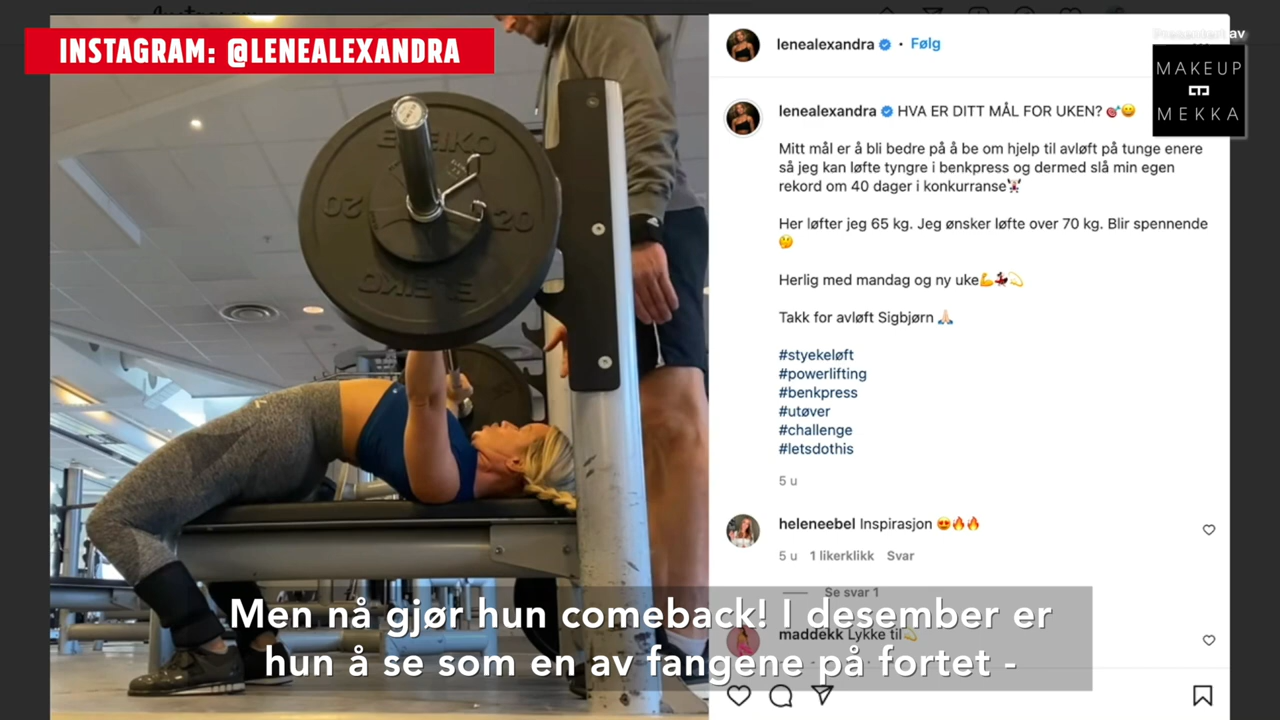 INSTAGRAM: @LENEALEXANDRA
lenealexandra • Følg
Presentert av
MAKEUP
MEKKA
lenealexandra HVA ER DITT MÅL FOR UKEN? 🎯😀
Mitt mål er å bli bedre på å be om hjelp til avløft på tunge enere
så jeg kan løfte tyngre i benkpress og dermed slå min egen
rekord om 40 dager i konkurranse🏋🏻‍♀️
Her løfter jeg 65 kg. Jeg ønsker løfte over 70 kg. Blir spennende
🤔
Herlig med mandag og ny uke💪💃🏻💫
Takk for avløft Sigbjørn 🙏🏻
#styekeløft
#powerlifting
#benkpress
#utøver
#challenge
#letsdothis
5 u
heleneebel Inspirasjon 😍🔥🔥
5 u 1 likerklikk Svar
Se svar 1
maddekk Lykke til💫
ELEIKO
20 20
ELEIKO
Men nå gjør hun comeback! I desember er
hun å se som en av fangene på fortet -